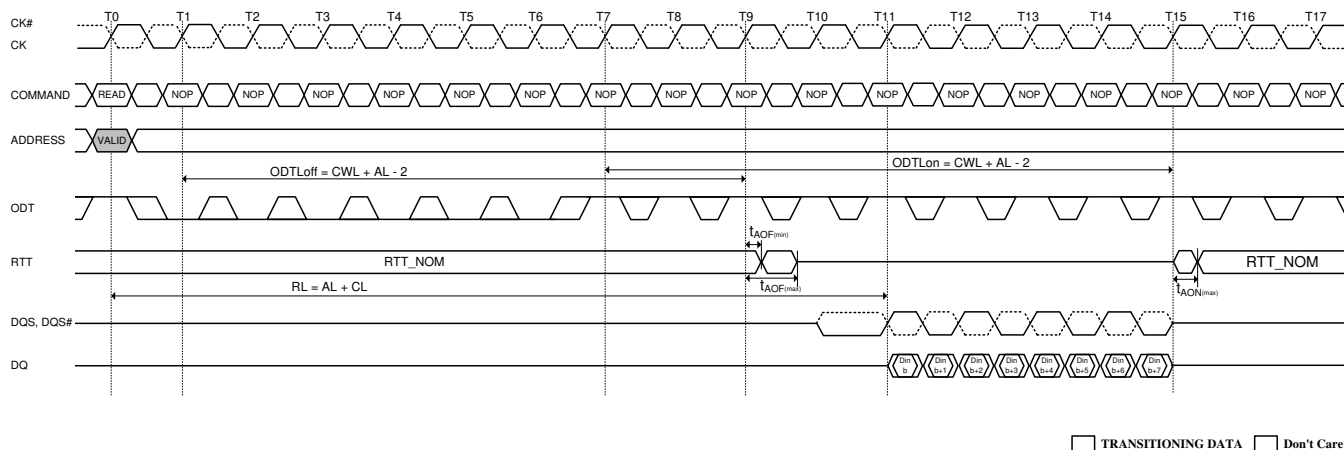 T0 T1 T2 T3 T4 T5 T6 T7 T8 T9 T10 T11 T12 T13 T14 T15 T16 T17
CK#
CK
COMMAND READ NOP NOP NOP NOP NOP NOP NOP NOP NOP NOP NOP NOP NOP NOP NOP NOP NOP
ADDRESS VALID
ODTLoff = CWL + AL - 2 ODTLon = CWL + AL - 2
ODT
tAOF(min)
RTT RTT_NOM RTT_NOM
tAOF(max) tAON(max)
RL = AL + CL
DQS, DQS#
DQ Din b Din b+1 Din b+2 Din b+3 Din b+4 Din b+5 Din b+6 Din b+7
TRANSITIONING DATA Don't Care